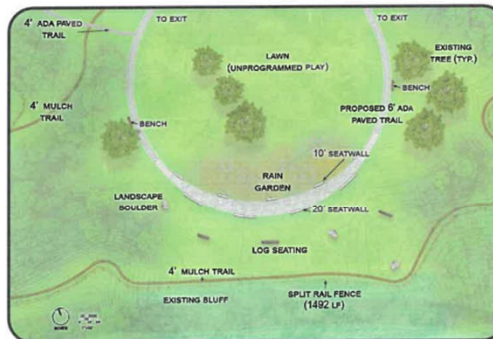 4' ADA PAVED
TRAIL
TO EXIT
TO EXIT
LAWN
(UNPROGRAMMED PLAY)
EXISTING
TREE (TYP.)
BENCH
4' MULCH
TRAIL
PROPOSED 6' ADA
PAVED TRAIL
BENCH
10' SEATWALL
RAIN
GARDEN
LANDSCAPE
BOULDER
20' SEATWALL
LOG SEATING
4' MULCH TRAIL
EXISTING BLUFF
SPLIT RAIL FENCE
(1492 LF)